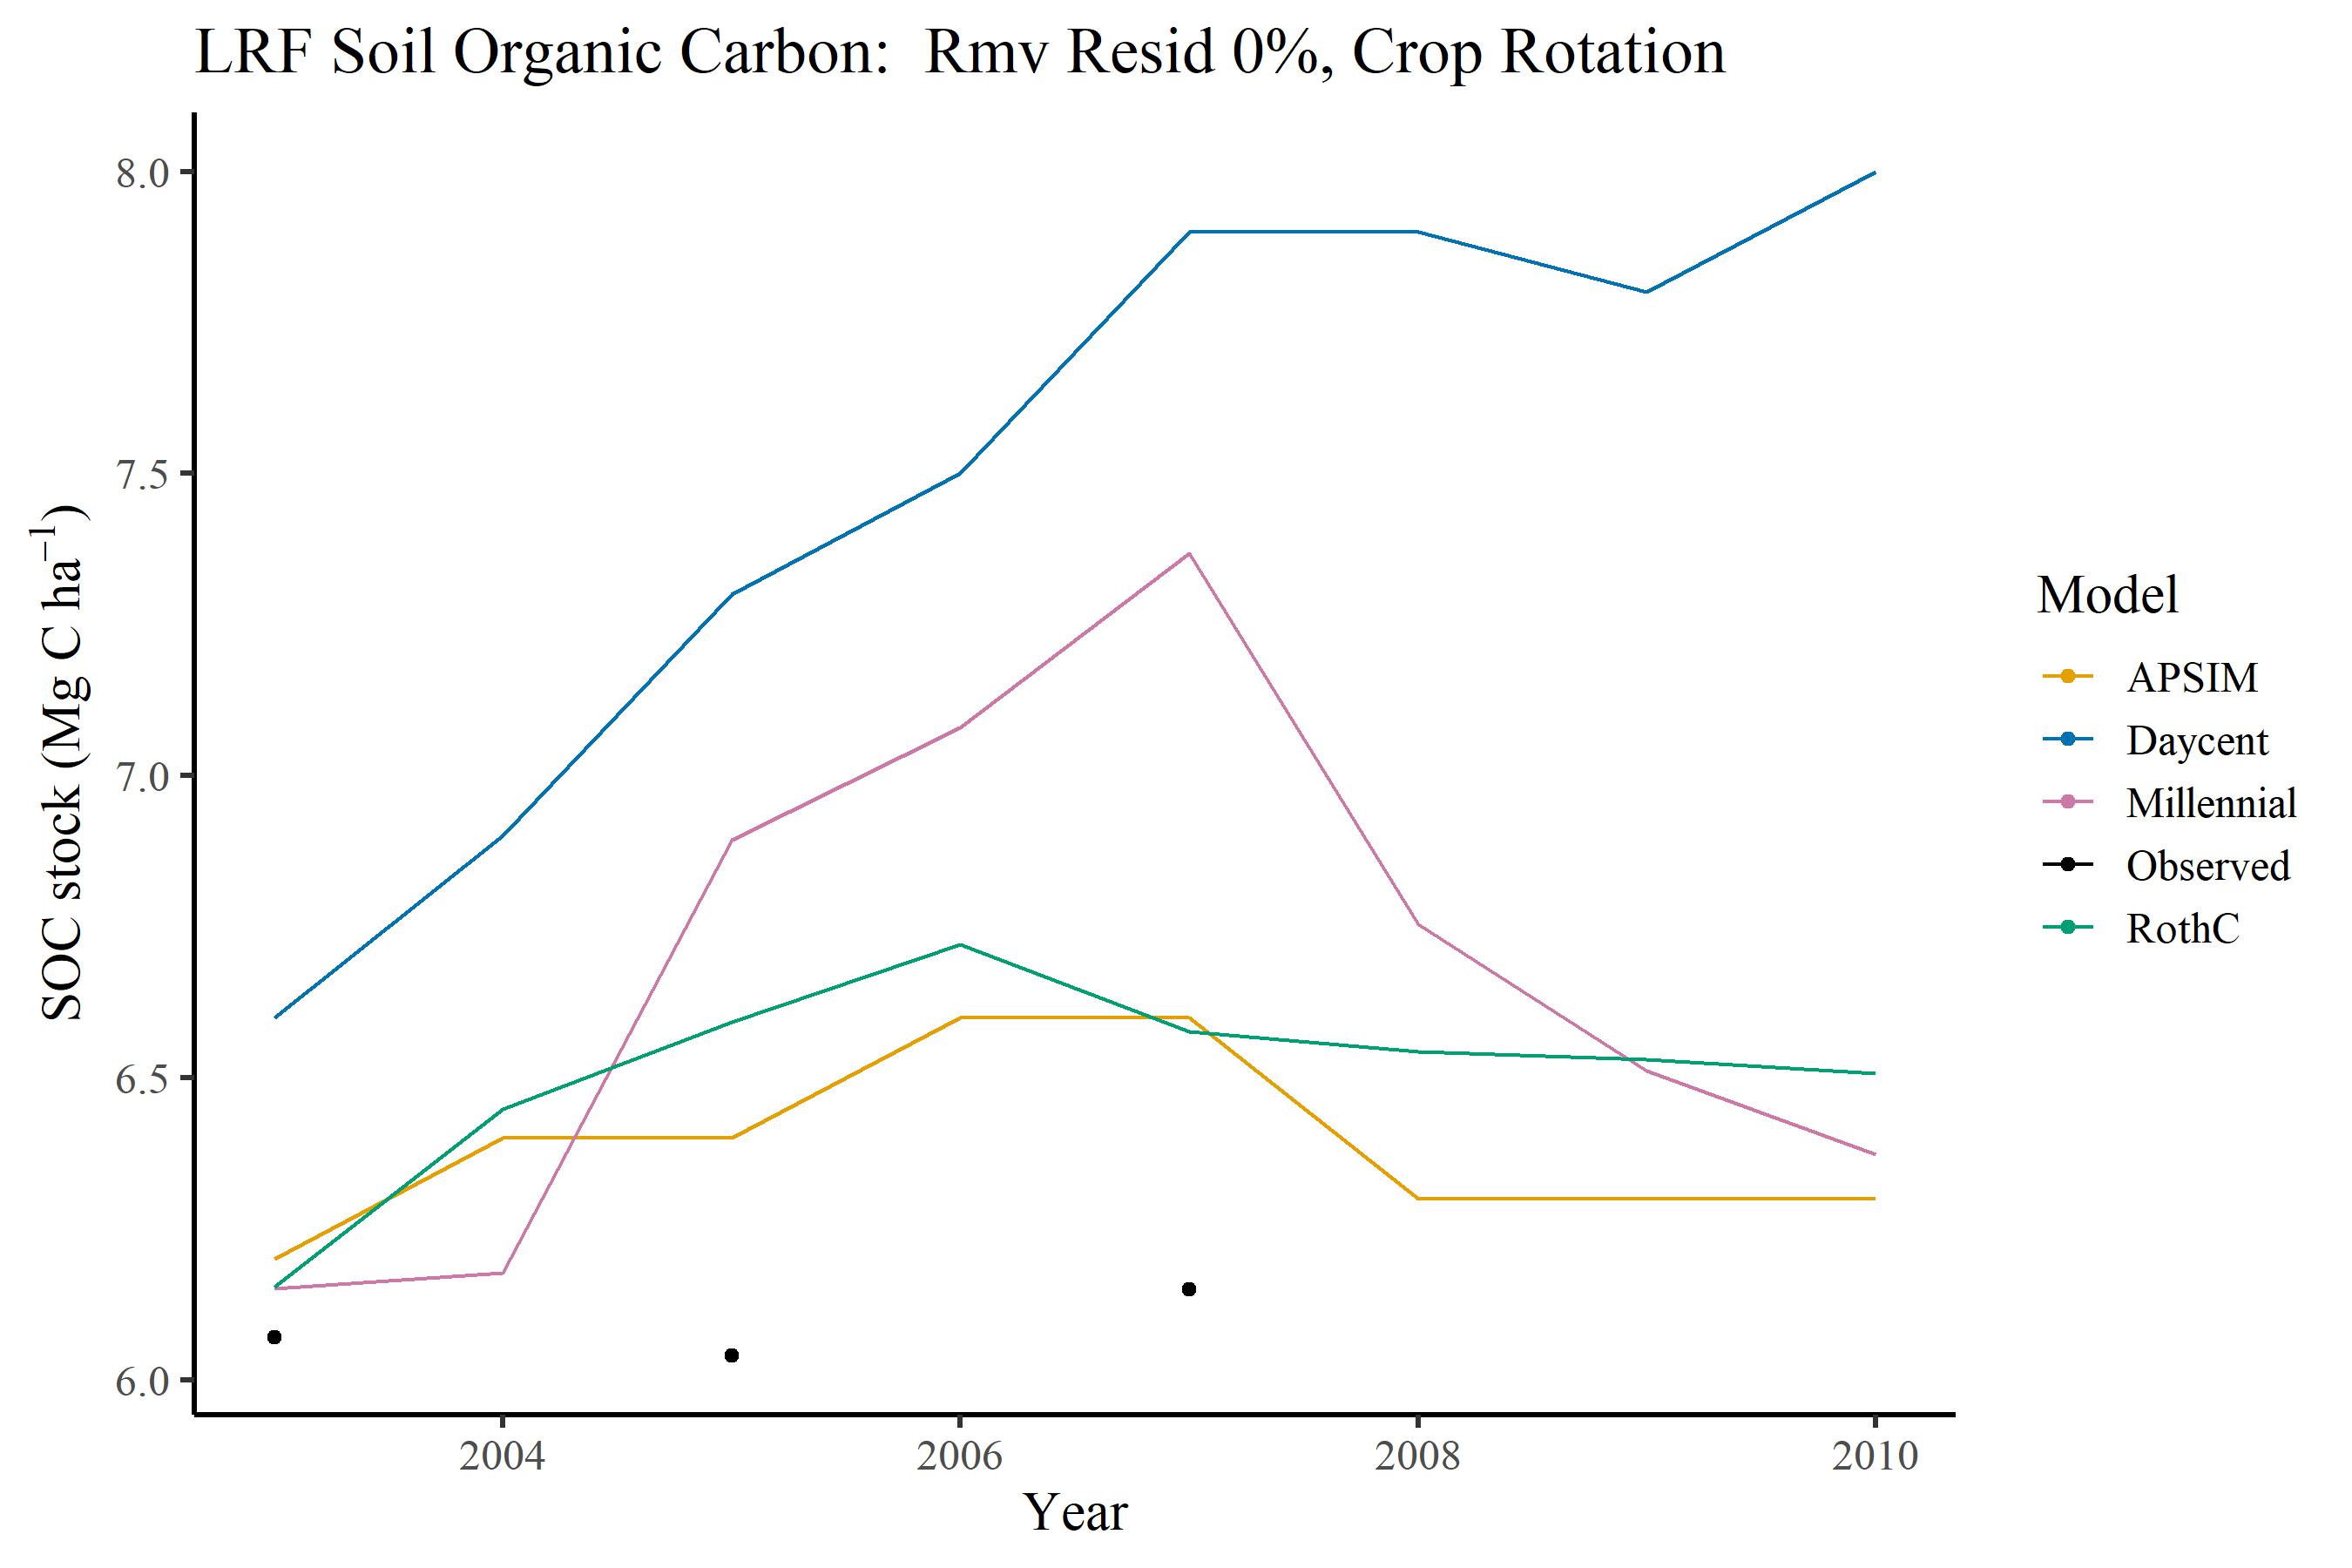 LRF Soil Organic Carbon:  Rmv Resid 0%, Crop Rotation
SOC stock (Mg C ha⁻¹)
8.0
7.5
7.0
6.5
6.0
2004
2006
2008
2010
Year
Model
APSIM
Daycent
Millennial
Observed
RothC